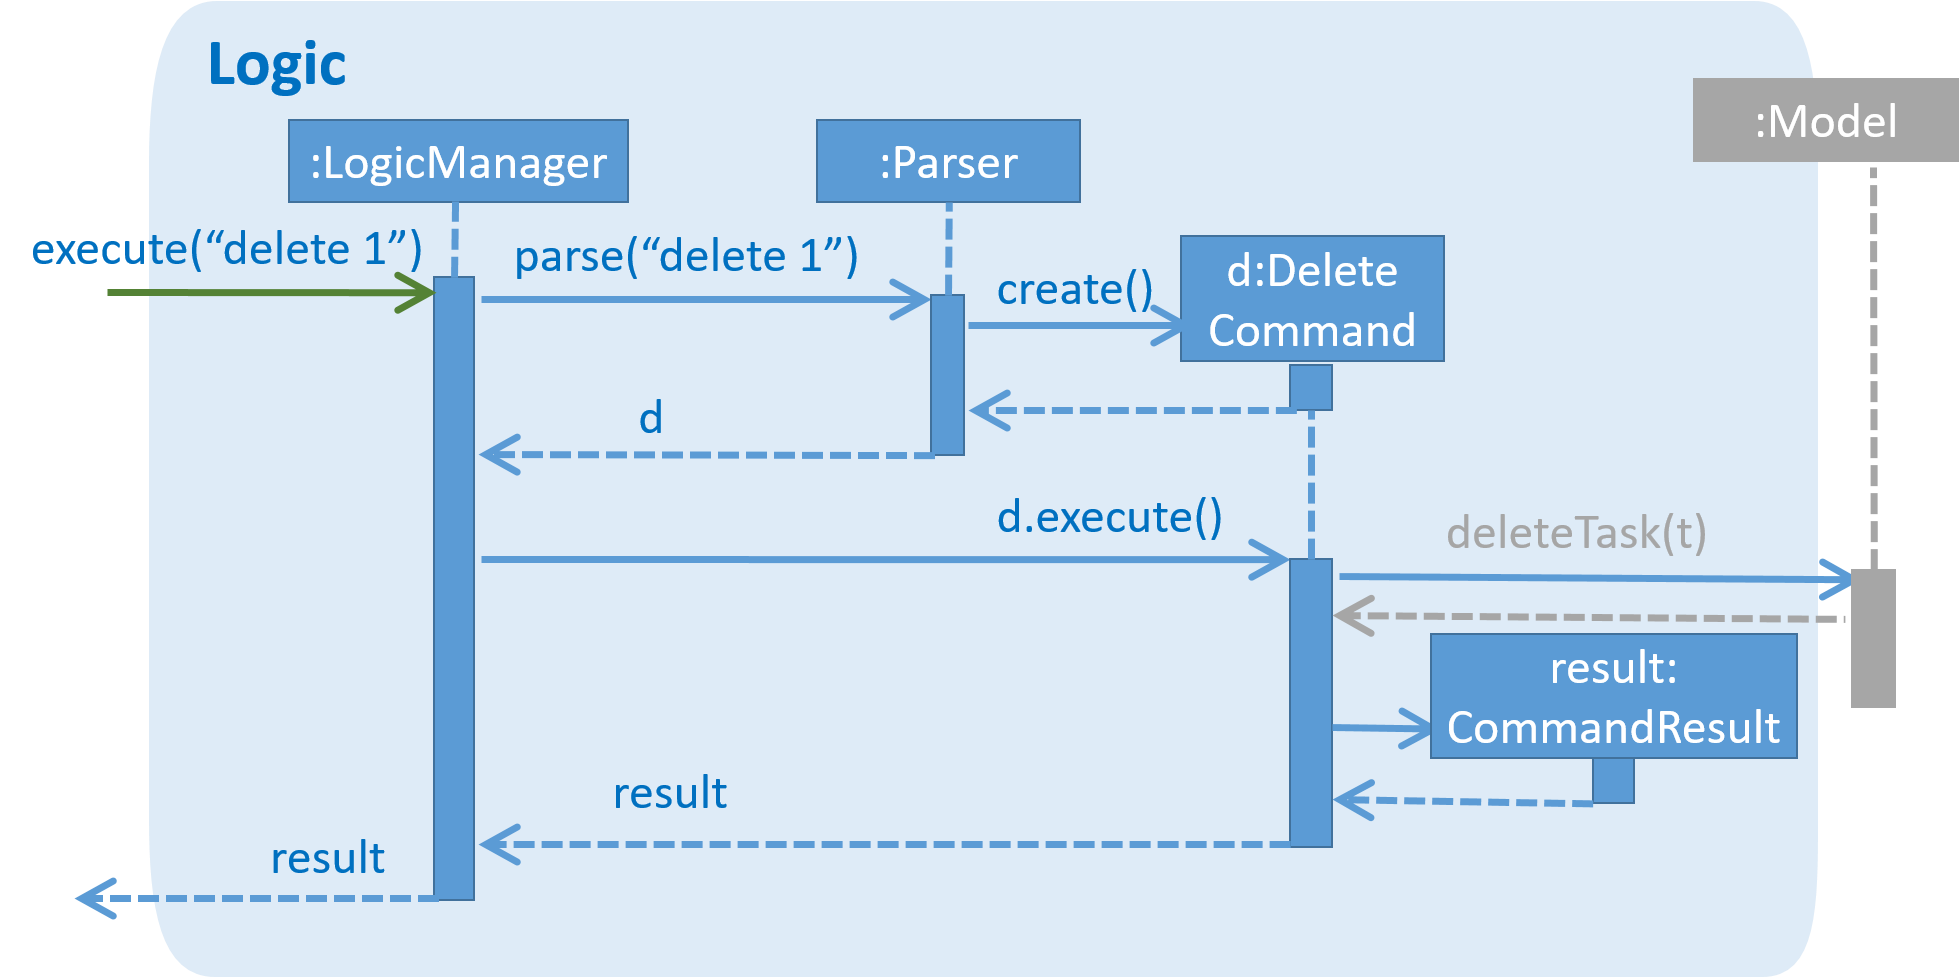 Logic
:Model
:LogicManager
:Parser
execute(“delete 1”)
parse(“delete 1”)
create()
d:Delete
Command
d
d.execute()
deleteTask(t)
result:
CommandResult
result
result